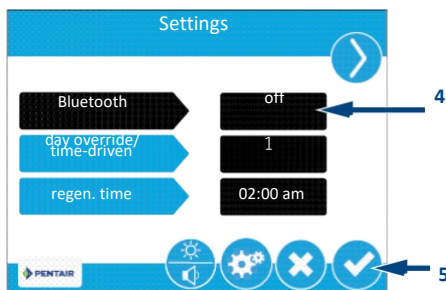 Settings
Bluetooth
off
4
day override/
time-driven
1
regen. time
02:00 am
PENTAIR
5